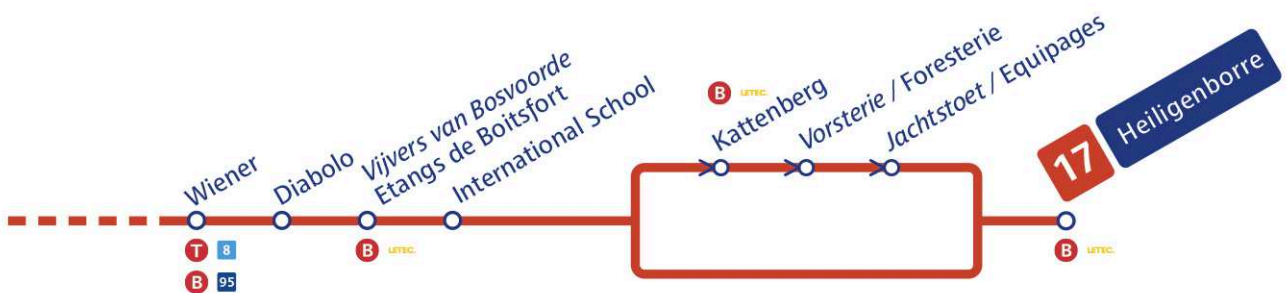 Wiener
Diabolo
Vijvers van Bosvoorde
Etangs de Boitsfort
International School
Kattenberg
Vorsterie / Foresterie
Jachtstoet / Equipages
17 Heiligenborre
T 8
B 95
B LETEC.
B LETEC.
B LETEC.